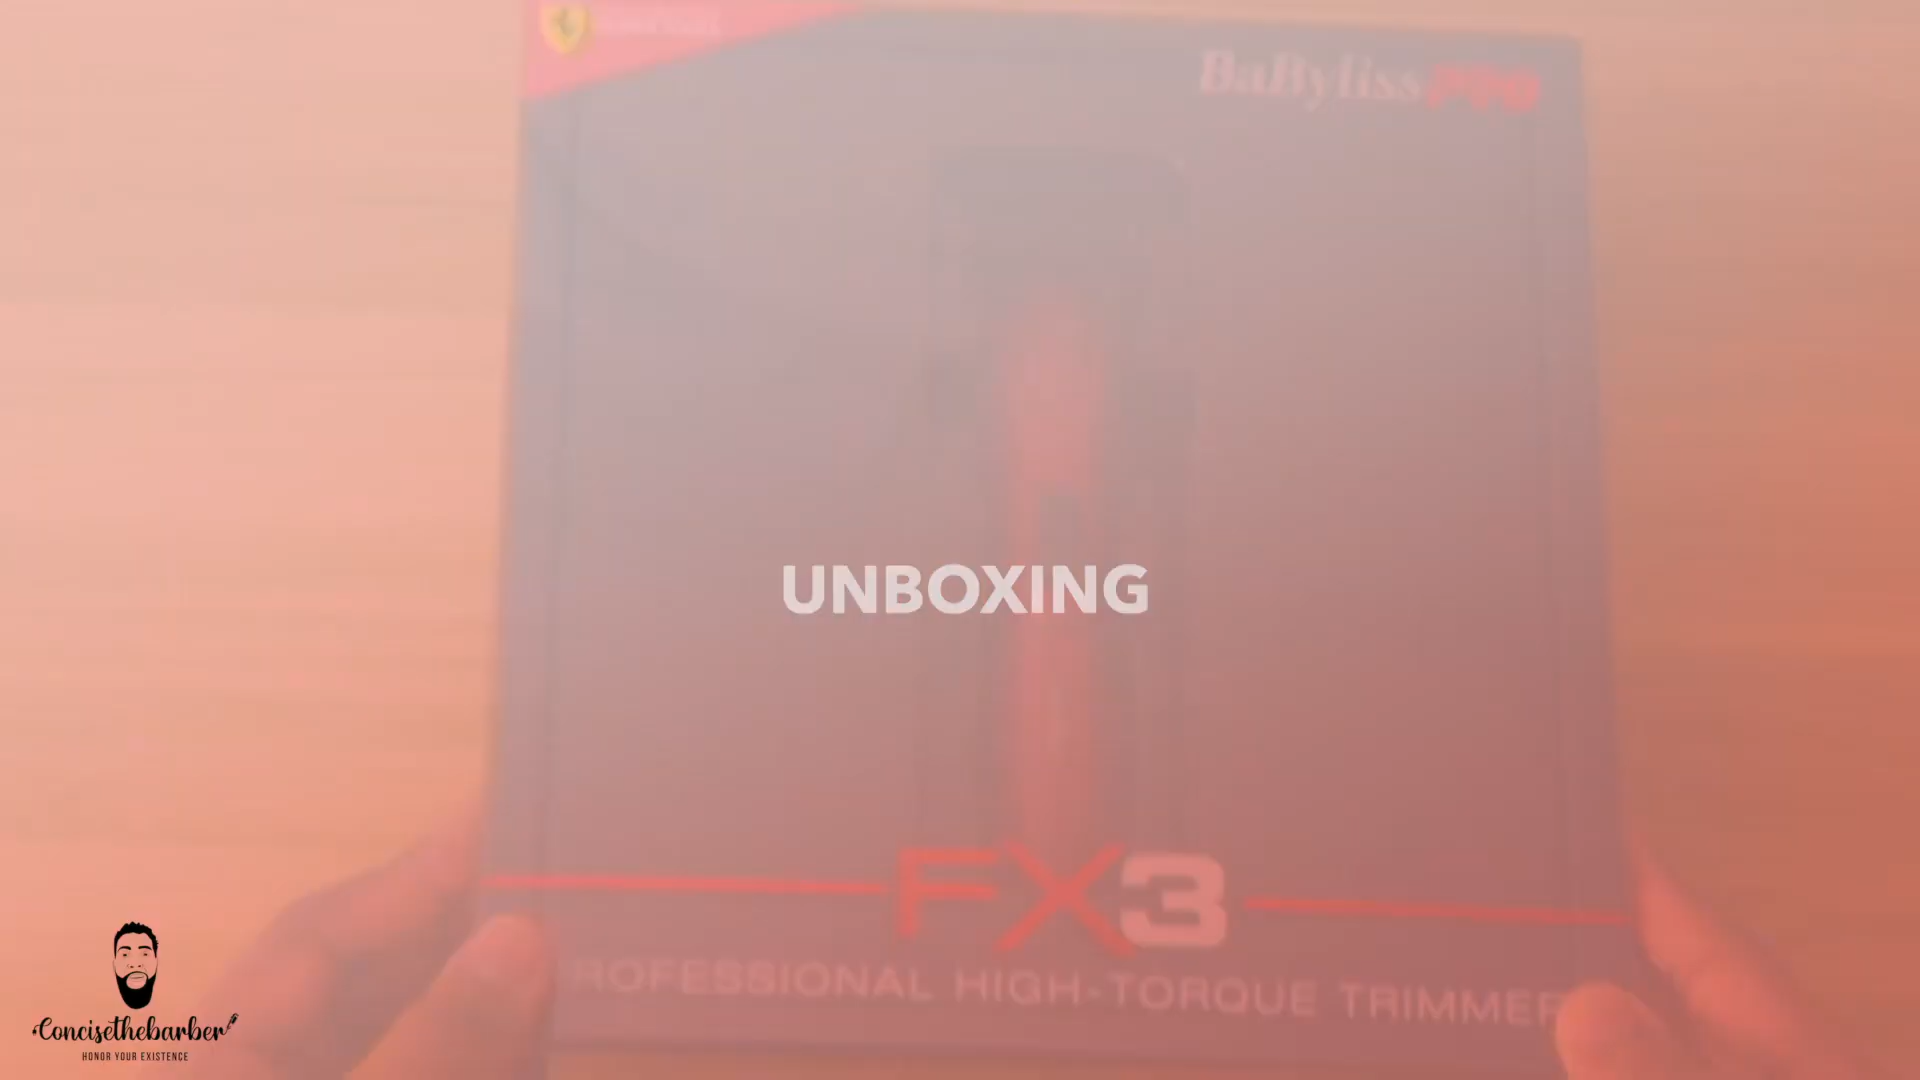 BaByliss PRO
UNBOXING
FX3
PROFESSIONAL HIGH-TORQUE TRIMMER
Concisethebarber
HONOR YOUR EXISTENCE